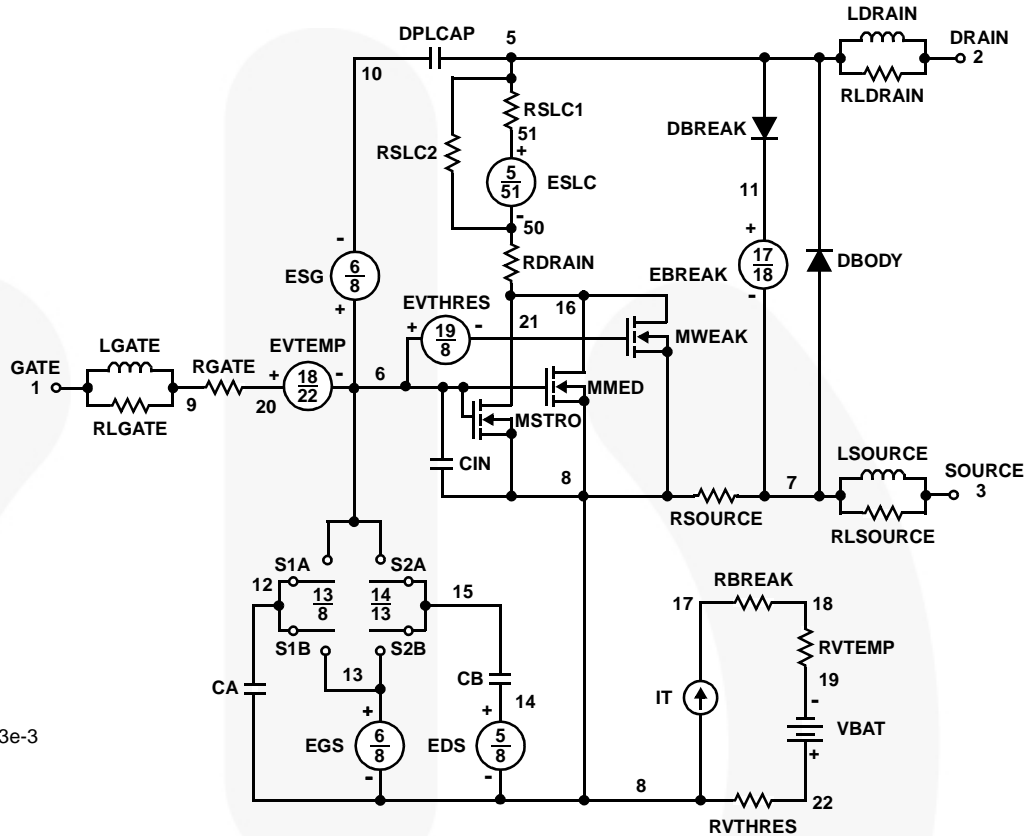 LDRAIN
DPLCAP 5 DRAIN
10 2
RSLC1 RLDRAIN
51 DBREAK
+
RSLC2
5
51 ESLC 11
-
50 +
-
RDRAIN 17
18 DBODY
ESG 6
8 EBREAK
+ EVTHRES 16 -
+ 19
8 - 21 MWEAK
LGATE EVTEMP
GATE RGATE + 18
22 - 6
1 MMED
9 20 MSTRO
RLGATE
CIN LSOURCE
8 7 SOURCE
3
RSOURCE
RLSOURCE
S1A S2A
12 13
8 14
13 15 RBREAK
17 18
S1B S2B
RVTEMP
13 CB
CA 14 IT 19
-
+ + VBAT
3e-3 EGS 6
8 EDS 5
8 +
- - 8
22
RVTHRES